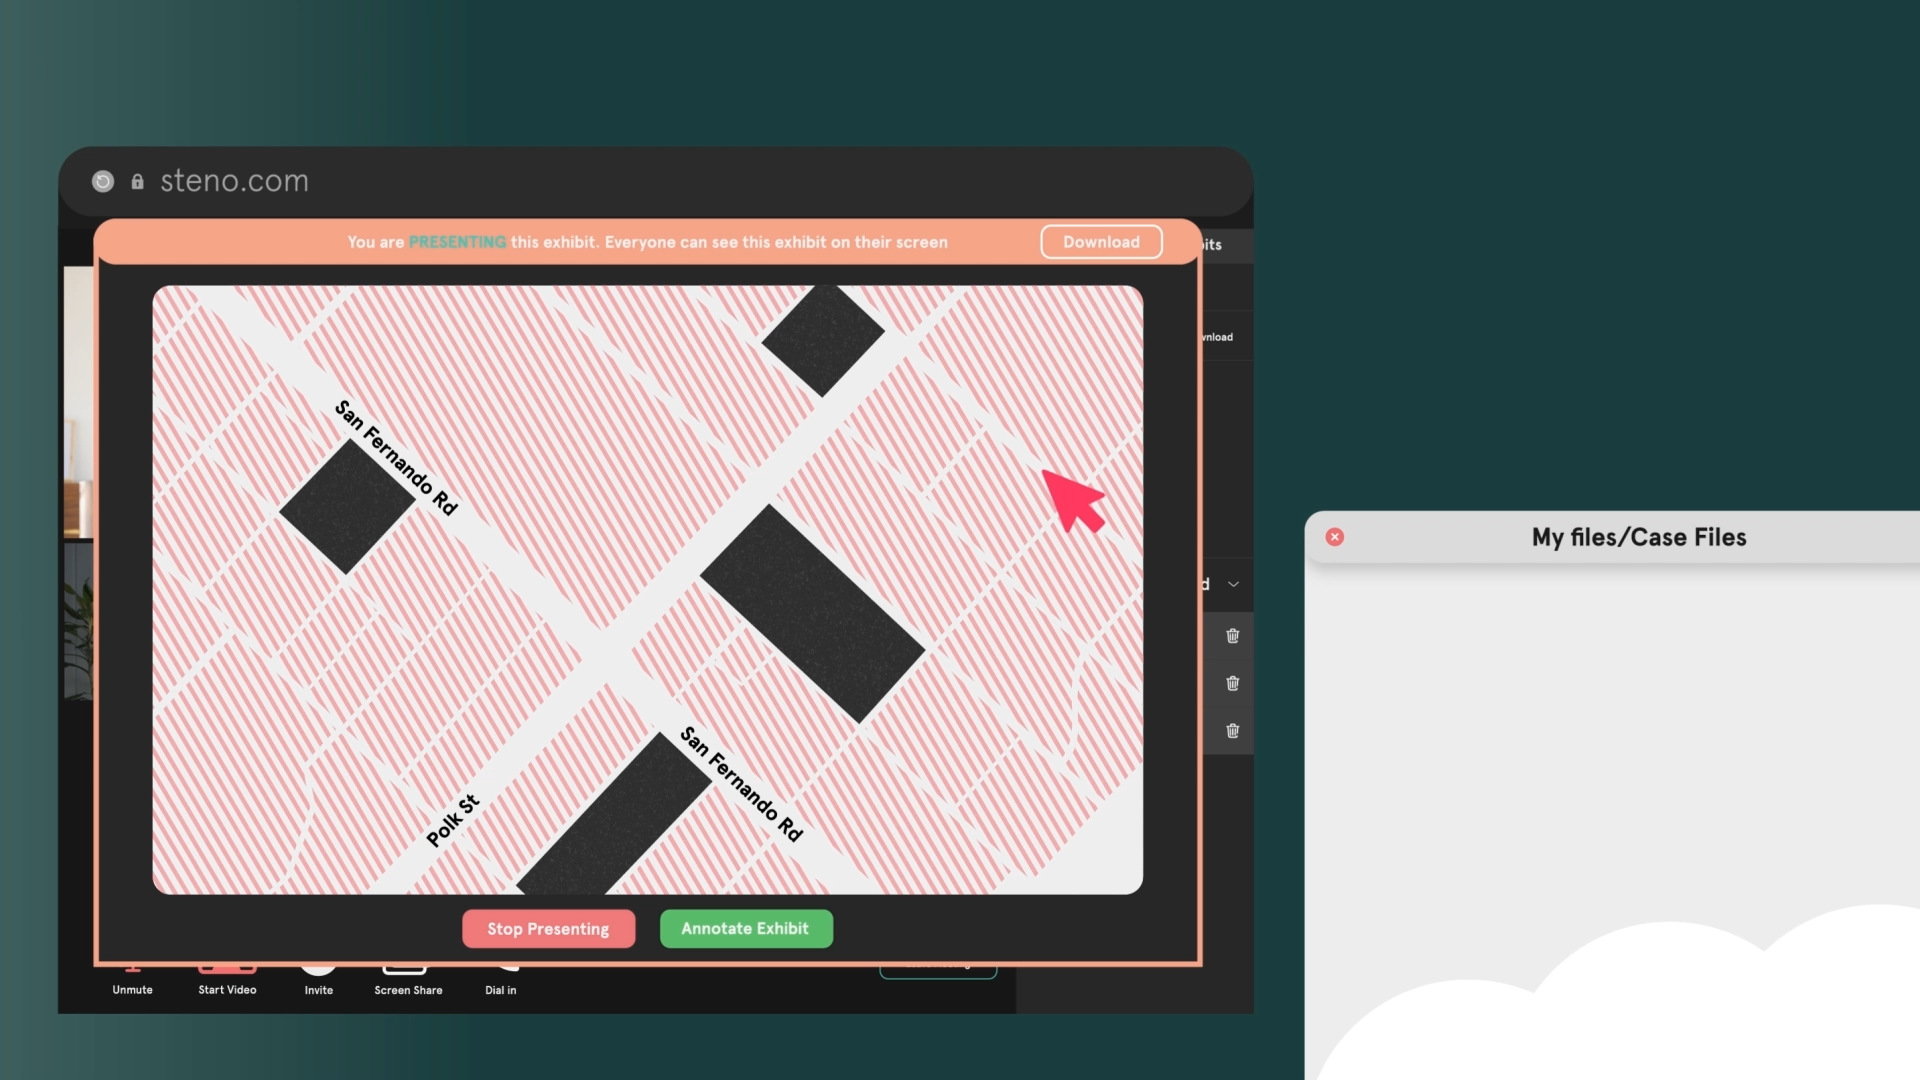 steno.com
You are PRESENTING this exhibit. Everyone can see this exhibit on their screen
Download
San Fernando Rd
San Fernando Rd
Polk St
Stop Presenting
Annotate Exhibit
Unmute
Start Video
Invite
Screen Share
Dial in
My files/Case Files